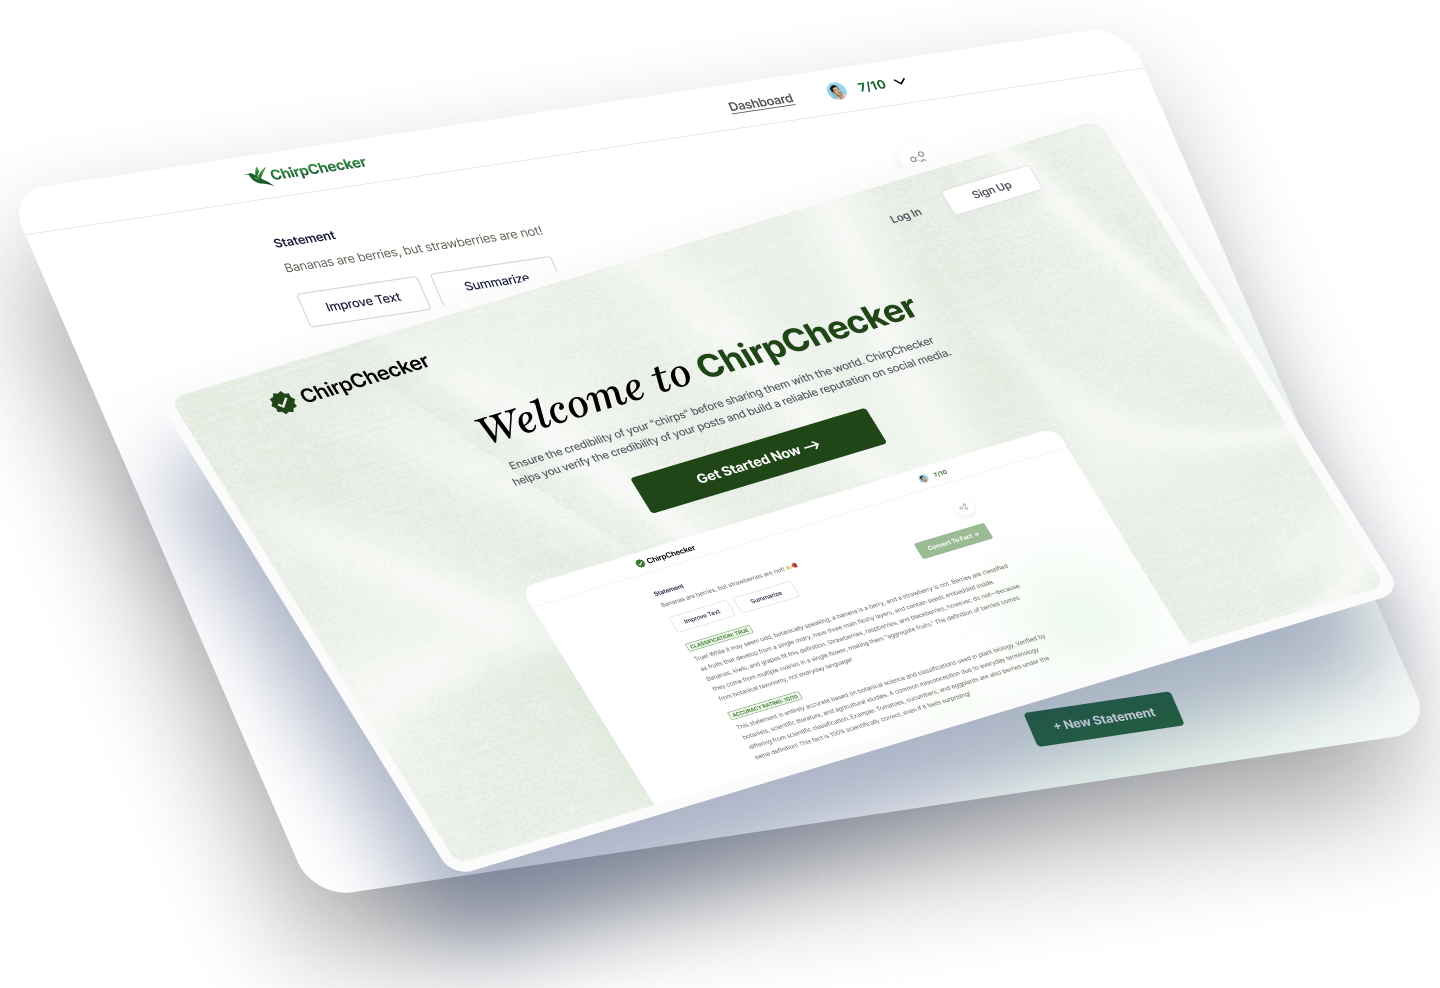 Dashboard
7/10
ChirpChecker
Statement
Bananas are berries, but strawberries are not!
Improve Text
Summarize
Log In
Sign Up
ChirpChecker
Welcome to ChirpChecker
Ensure the credibility of your "chirps" before sharing them with the world. ChirpChecker
helps you verify the credibility of your posts and build a reliable reputation on social media.
Get Started Now →
7/10
ChirpChecker
Convert To Fact →
Statement
Bananas are berries, but strawberries are not!
Improve Text
Summarize
CLASSIFICATION: TRUE
True! While it may seem odd, botanically speaking, a banana is a berry, and a strawberry is not. Berries are classified
as fruits that develop from a single ovary, have three main fleshy layers, and contain seeds embedded inside.
Bananas, kiwis, and grapes fit this definition. Strawberries, raspberries, and blackberries, however, do not—because
they come from multiple ovaries in a single flower, making them "aggregate fruits." The definition of berries comes
from botanical taxonomy, not everyday language!
ACCURACY RATING: 10/10
This statement is entirely accurate based on botanical science and classifications used in plant biology. Verified by
botanists, scientific literature, and agricultural studies. A common misconception due to everyday terminology
differing from scientific classification. Example: Tomatoes, cucumbers, and eggplants are also berries under the
same definition! This fact is 100% scientifically correct, even if it feels surprising!
+ New Statement